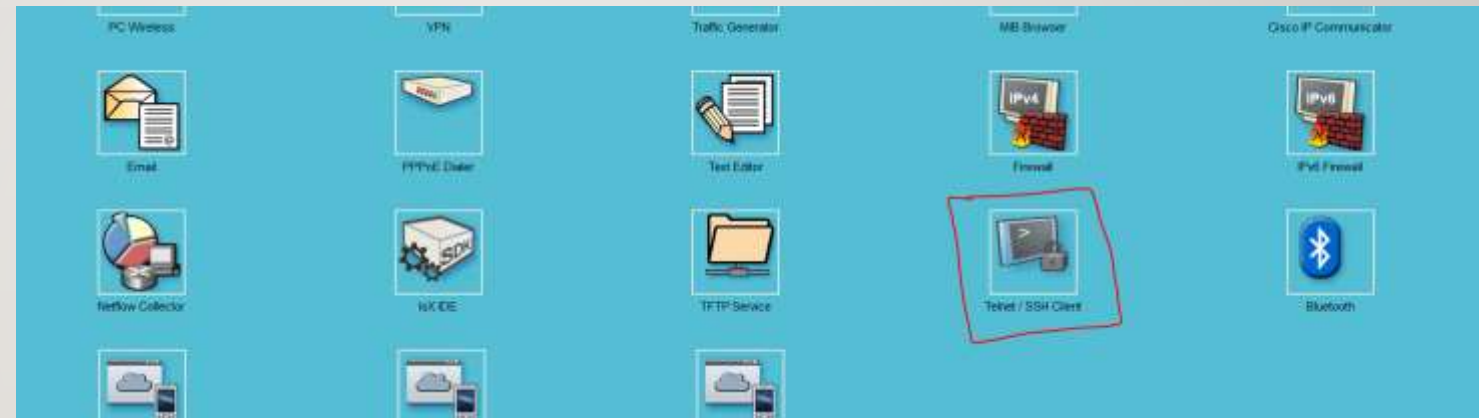 PC Wireless
VPN
Traffic Generator
MIB Browser
Cisco IP Communicator
IPv4
IPv6
Email
PPPoE Dialer
Text Editor
Firewall
IPv6 Firewall
SDK
>
Netflow Collector
IoX IDE
TFTP Service
Telnet / SSH Client
Bluetooth